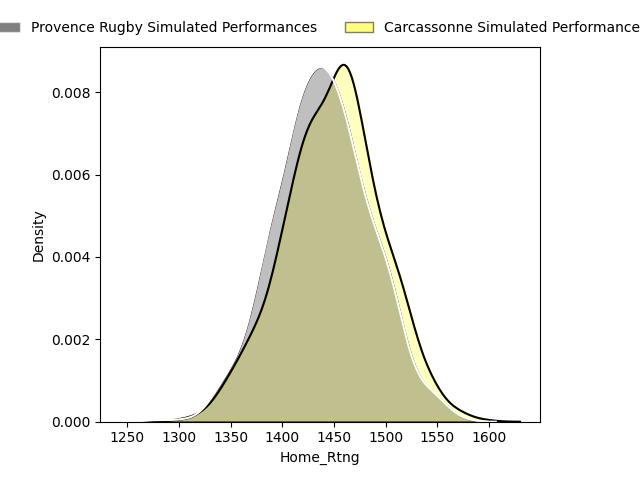 Provence Rugby Simulated Performances
Carcassonne Simulated Performance
0.008
0.006
0.004
0.002
0.000
Density
1250 1300 1350 1400 1450 1500 1550 1600
Home_Rtng